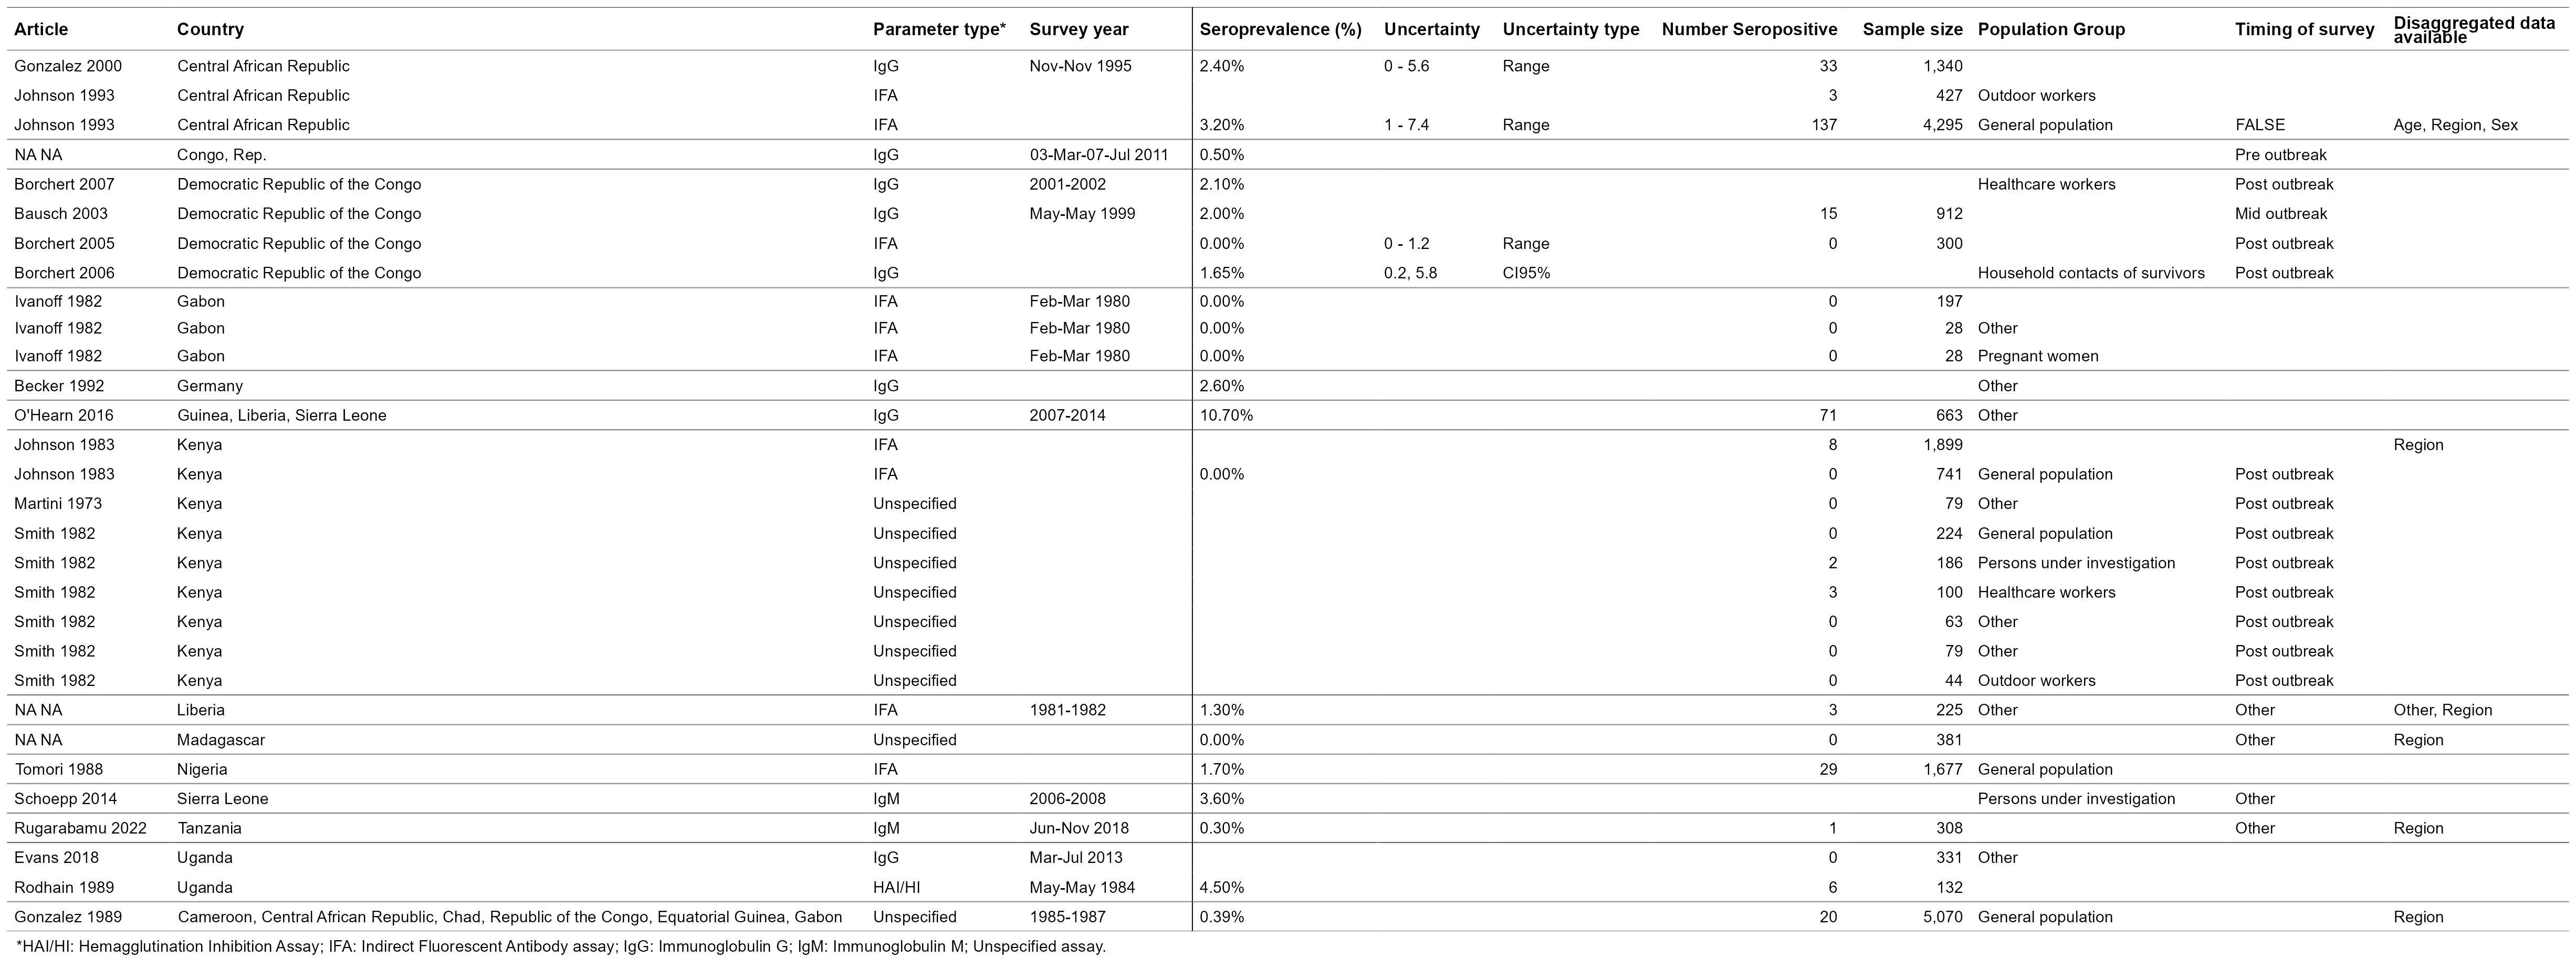 Article Country Parameter type* Survey year Seroprevalence (%) Uncertainty Uncertainty type Number Seropositive Sample size Population Group Timing of survey Disaggregated data available
Gonzalez 2000 Central African Republic IgG Nov-Nov 1995 2.40% 0 - 5.6 Range 33 1,340
Johnson 1993 Central African Republic IFA 3 427 Outdoor workers
Johnson 1993 Central African Republic IFA 3.20% 1 - 7.4 Range 137 4,295 General population FALSE Age, Region, Sex
NA NA Congo, Rep. IgG 03-Mar-07-Jul 2011 0.50% Pre outbreak
Borchert 2007 Democratic Republic of the Congo IgG 2001-2002 2.10% Healthcare workers Post outbreak
Bausch 2003 Democratic Republic of the Congo IgG May-May 1999 2.00% 15 912 Mid outbreak
Borchert 2005 Democratic Republic of the Congo IFA 0.00% 0 - 1.2 Range 0 300 Post outbreak
Borchert 2006 Democratic Republic of the Congo IgG 1.65% 0.2, 5.8 CI95% Household contacts of survivors Post outbreak
Ivanoff 1982 Gabon IFA Feb-Mar 1980 0.00% 0 197
Ivanoff 1982 Gabon IFA Feb-Mar 1980 0.00% 0 28 Other
Ivanoff 1982 Gabon IFA Feb-Mar 1980 0.00% 0 28 Pregnant women
Becker 1992 Germany IgG 2.60% Other
O'Hearn 2016 Guinea, Liberia, Sierra Leone IgG 2007-2014 10.70% 71 663 Other
Johnson 1983 Kenya IFA 8 1,899 Region
Johnson 1983 Kenya IFA 0.00% 0 741 General population Post outbreak
Martini 1973 Kenya Unspecified 0 79 Other Post outbreak
Smith 1982 Kenya Unspecified 0 224 General population Post outbreak
Smith 1982 Kenya Unspecified 2 186 Persons under investigation Post outbreak
Smith 1982 Kenya Unspecified 3 100 Healthcare workers Post outbreak
Smith 1982 Kenya Unspecified 0 63 Other Post outbreak
Smith 1982 Kenya Unspecified 0 79 Other Post outbreak
Smith 1982 Kenya Unspecified 0 44 Outdoor workers Post outbreak
NA NA Liberia IFA 1981-1982 1.30% 3 225 Other Other Other, Region
NA NA Madagascar Unspecified 0.00% 0 381 Other Region
Tomori 1988 Nigeria IFA 1.70% 29 1,677 General population
Schoepp 2014 Sierra Leone IgM 2006-2008 3.60% Persons under investigation Other
Rugarabamu 2022 Tanzania IgM Jun-Nov 2018 0.30% 1 308 Other Region
Evans 2018 Uganda IgG Mar-Jul 2013 0 331 Other
Rodhain 1989 Uganda HAI/HI May-May 1984 4.50% 6 132
Gonzalez 1989 Cameroon, Central African Republic, Chad, Republic of the Congo, Equatorial Guinea, Gabon Unspecified 1985-1987 0.39% 20 5,070 General population Region
*HAI/HI: Hemagglutination Inhibition Assay; IFA: Indirect Fluorescent Antibody assay; IgG: Immunoglobulin G; IgM: Immunoglobulin M; Unspecified assay.